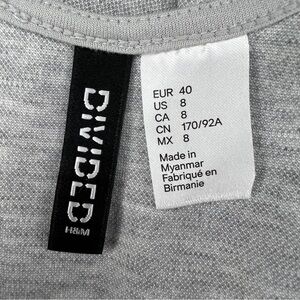 DIVIDED
H&M
EUR 40
US 8
CA 8
CN 170/92A
MX 8
Made in
Myanmar
Fabriqué en
Birmanie